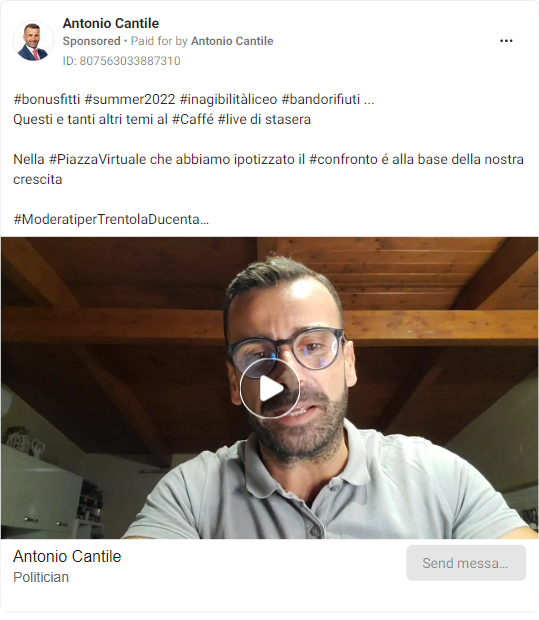 Antonio Cantile
Sponsored • Paid for by Antonio Cantile
ID: 807563033887310
#bonusfitti #summer2022 #inagibilitàliceo #bandorifiuti ...
Questi e tanti altri temi al #Caffé #live di stasera
Nella #PiazzaVirtuale che abbiamo ipotizzato il #confronto é alla base della nostra
crescita
#ModeratiperTrentolaDucenta…
Antonio Cantile
Politician
Send messa...